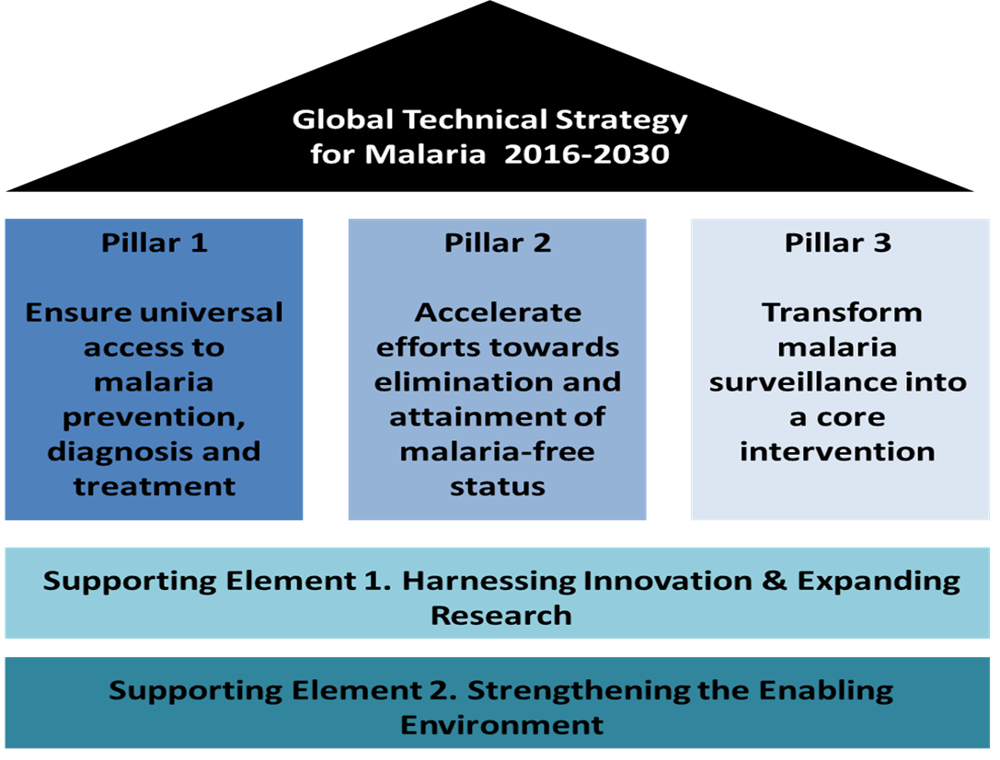 Global Technical Strategy
for Malaria  2016-2030
Pillar 1
Ensure universal
access to
malaria
prevention,
diagnosis and
treatment
Pillar 2
Accelerate
efforts towards
elimination and
attainment of
malaria-free
status
Pillar 3
Transform
malaria
surveillance into
a core
intervention
Supporting Element 1. Harnessing Innovation & Expanding
Research
Supporting Element 2. Strengthening the Enabling
Environment